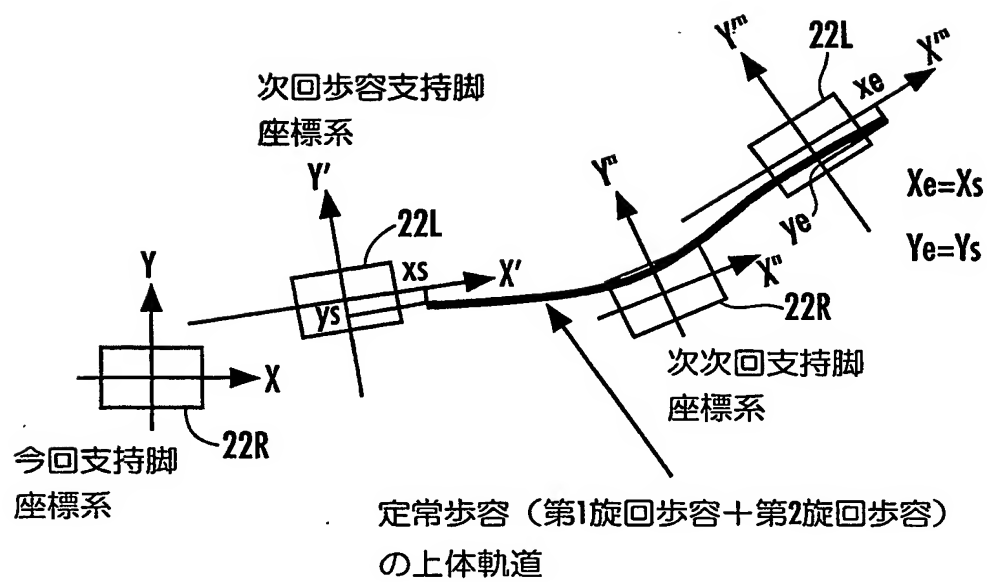 Y'''
22L
X'''
xe
次回歩容支持脚
座標系
Y'
Y''
Xe=Xs
22L
ye
Ye=Ys
xs
X'
Y
ys
X''
22R
X
次次回支持脚
座標系
22R
今回支持脚
座標系
定常歩容（第1旋回歩容＋第2旋回歩容）
の上体軌道